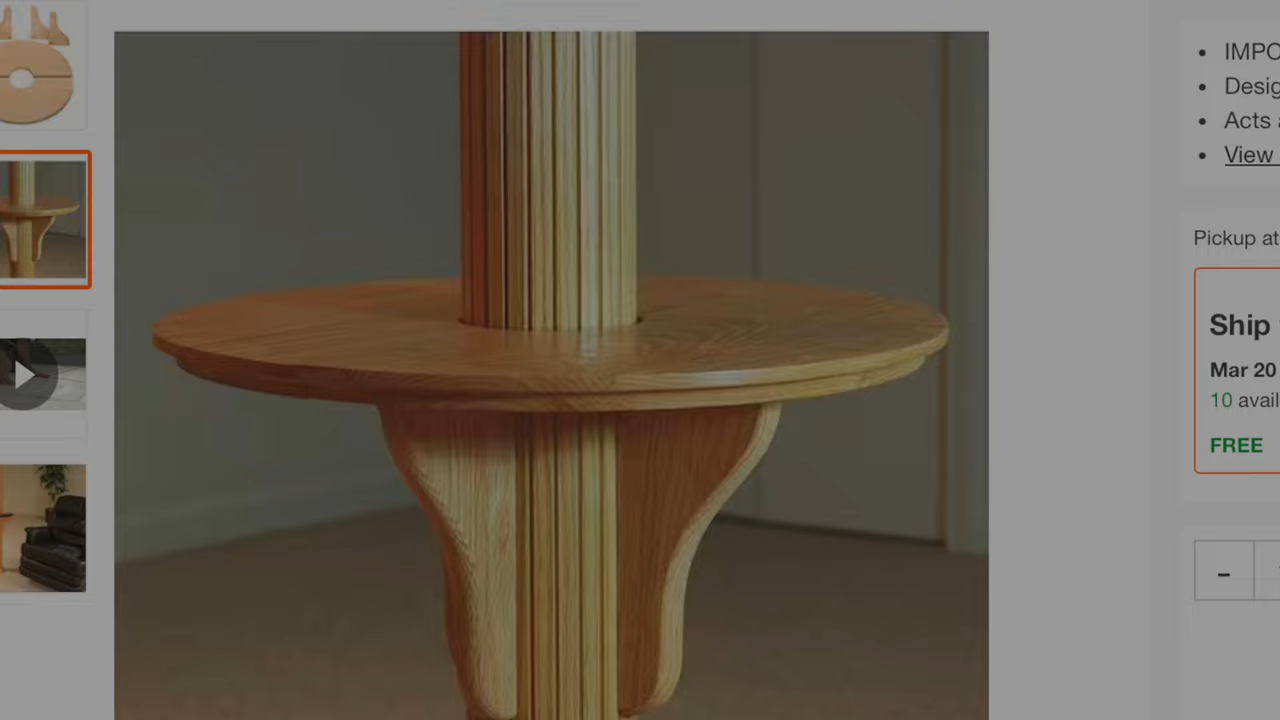 IMPO
Desig
Acts
View
Pickup at
Ship
Mar 20
10 avail
FREE
-